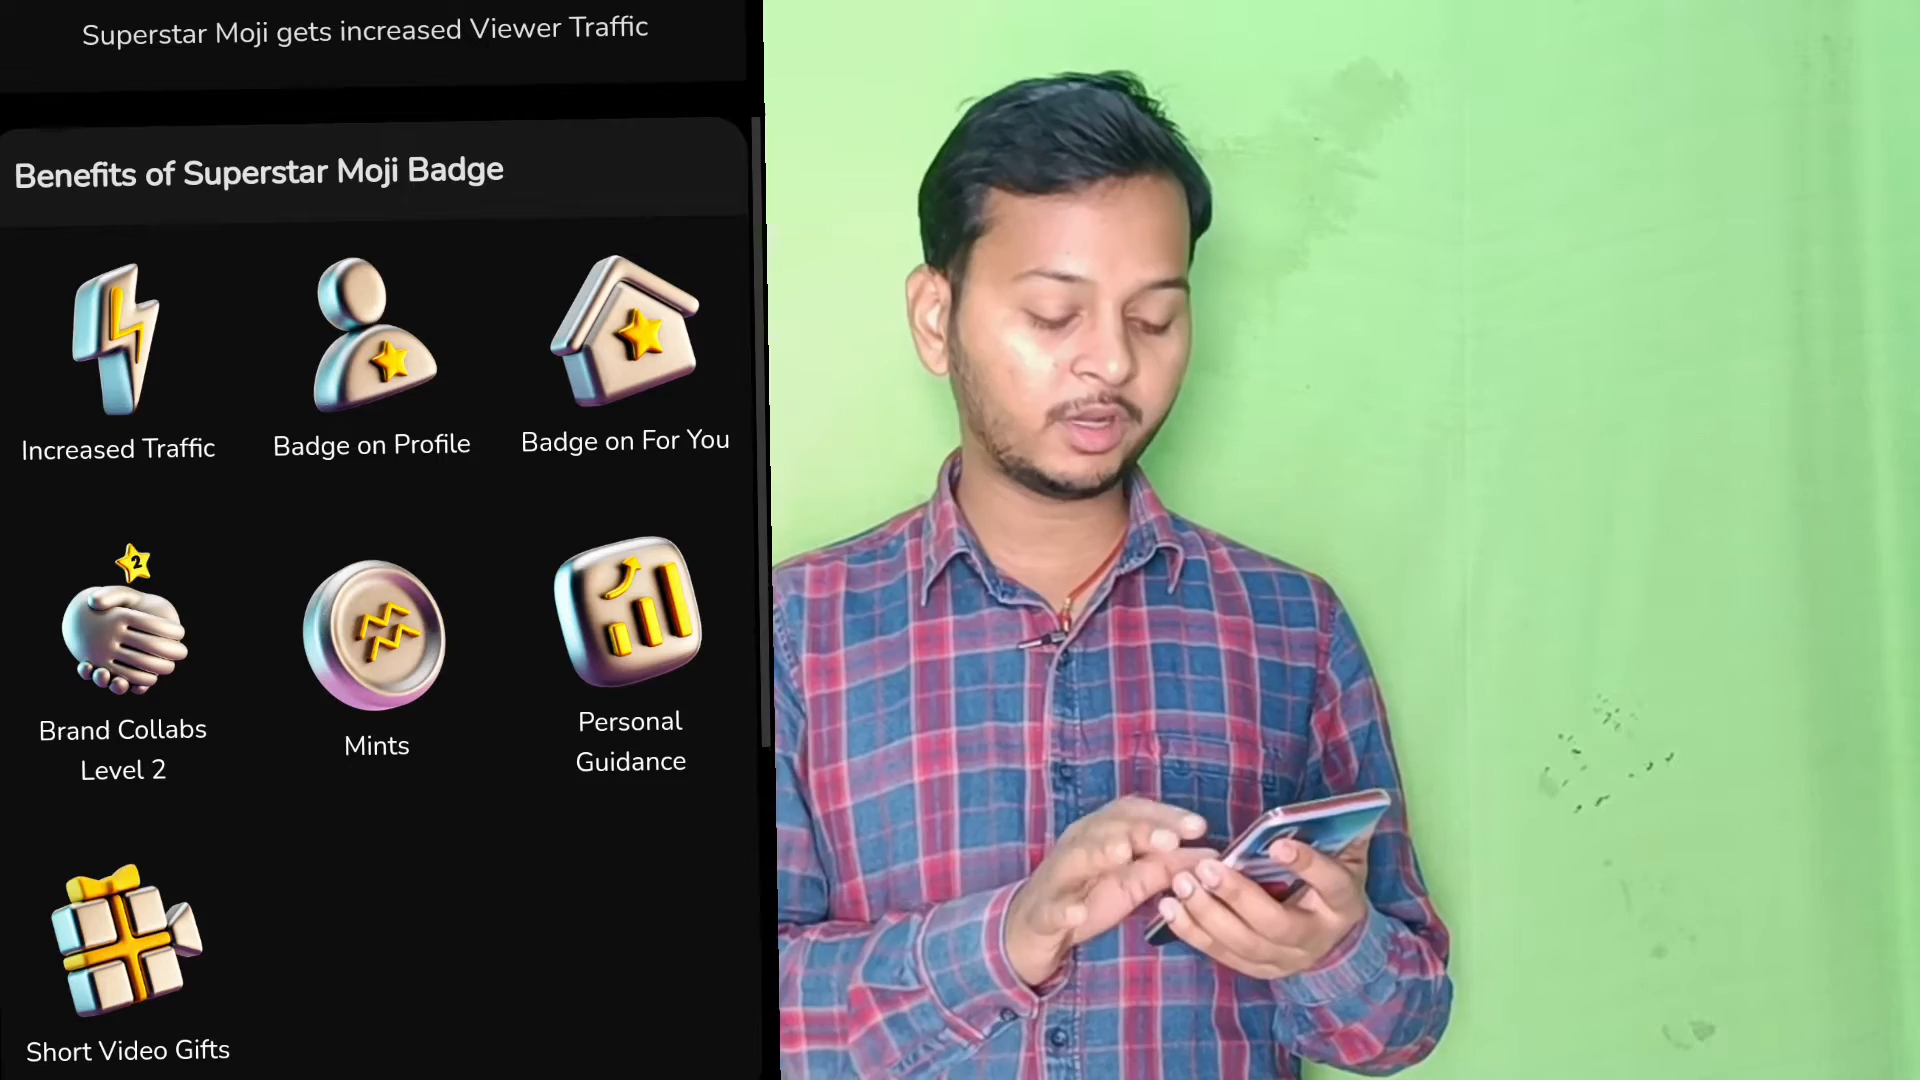 Superstar Moji gets increased Viewer Traffic
Benefits of Superstar Moji Badge
Increased Traffic
Badge on Profile
Badge on For You
2
Brand Collabs
Level 2
Mints
Personal
Guidance
Short Video Gifts